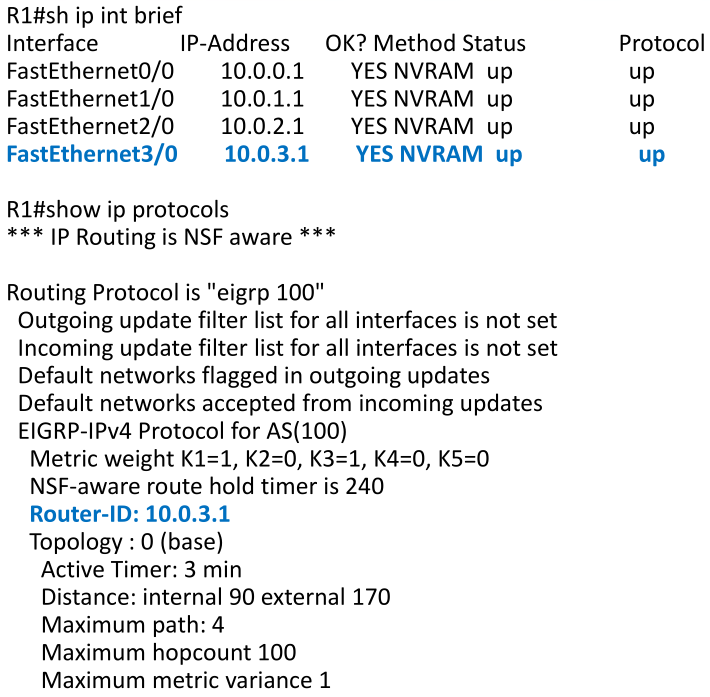 R1#sh ip int brief
Interface IP-Address OK? Method Status Protocol
FastEthernet0/0 10.0.0.1 YES NVRAM up up
FastEthernet1/0 10.0.1.1 YES NVRAM up up
FastEthernet2/0 10.0.2.1 YES NVRAM up up
FastEthernet3/0 10.0.3.1 YES NVRAM up up
R1#show ip protocols
*** IP Routing is NSF aware ***
Routing Protocol is "eigrp 100"
Outgoing update filter list for all interfaces is not set
Incoming update filter list for all interfaces is not set
Default networks flagged in outgoing updates
Default networks accepted from incoming updates
EIGRP-IPv4 Protocol for AS(100)
Metric weight K1=1, K2=0, K3=1, K4=0, K5=0
NSF-aware route hold timer is 240
Router-ID: 10.0.3.1
Topology : 0 (base)
Active Timer: 3 min
Distance: internal 90 external 170
Maximum path: 4
Maximum hopcount 100
Maximum metric variance 1